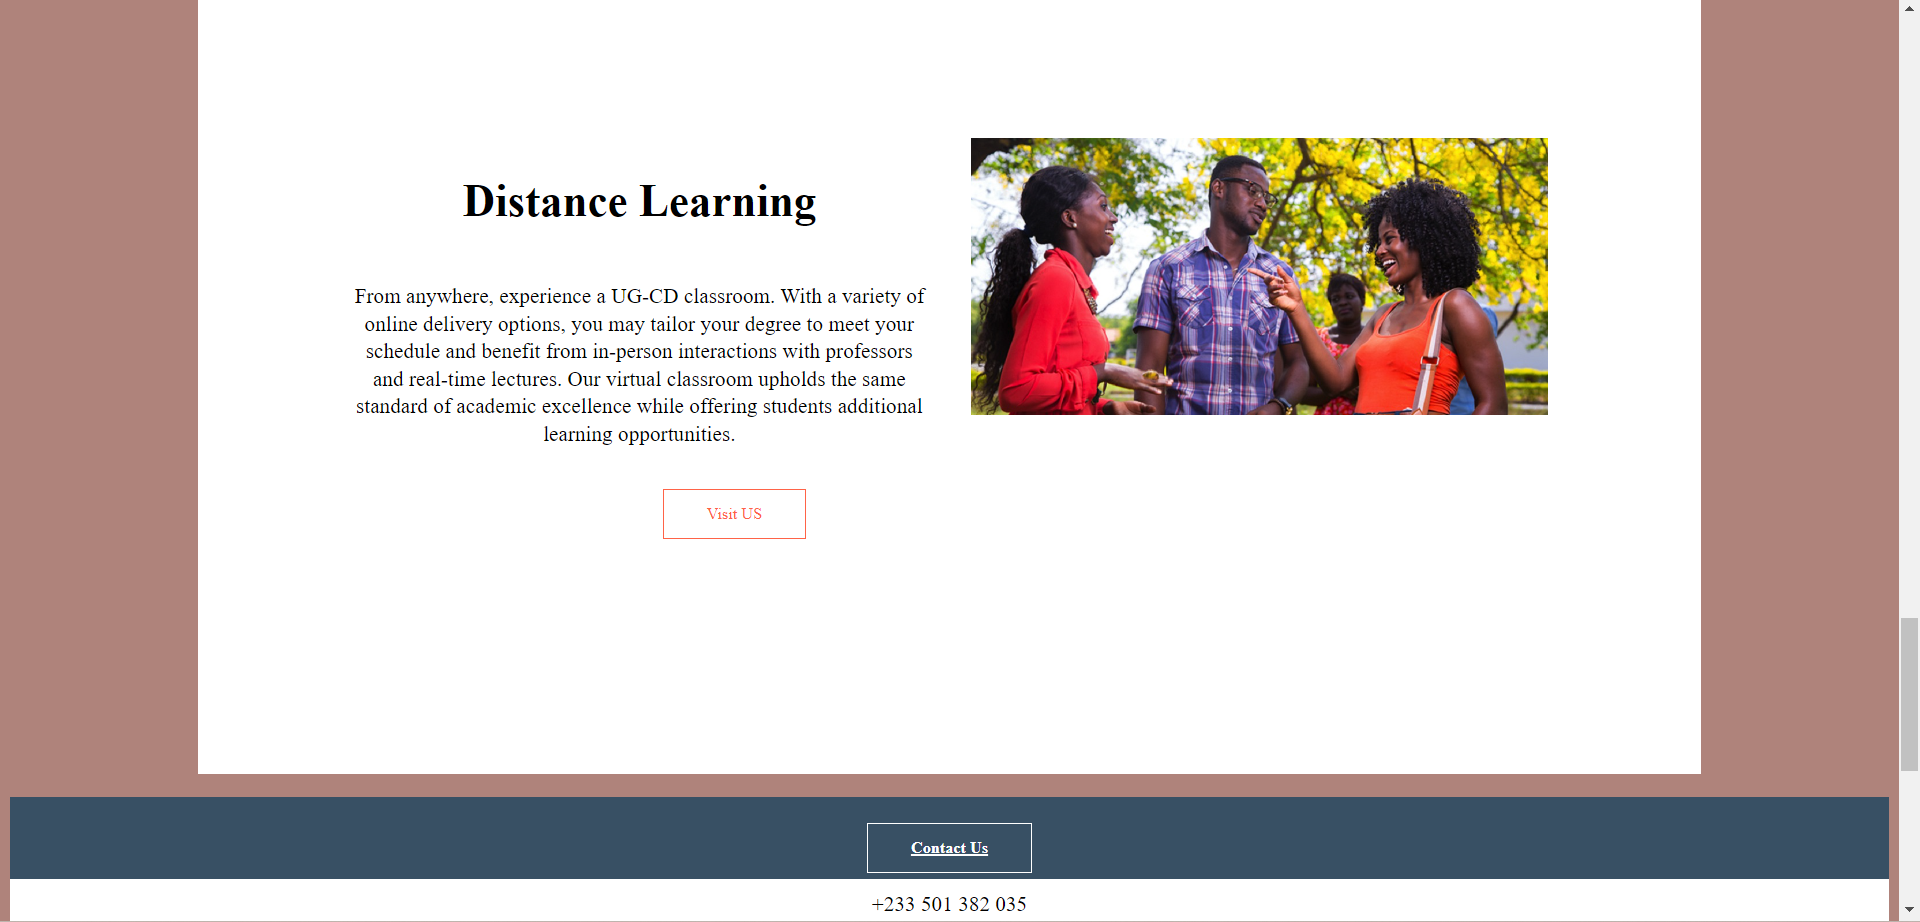 Distance Learning
From anywhere, experience a UG-CD classroom. With a variety of
online delivery options, you may tailor your degree to meet your
schedule and benefit from in-person interactions with professors
and real-time lectures. Our virtual classroom upholds the same
standard of academic excellence while offering students additional
learning opportunities.
Visit US
Contact Us
+233 501 382 035